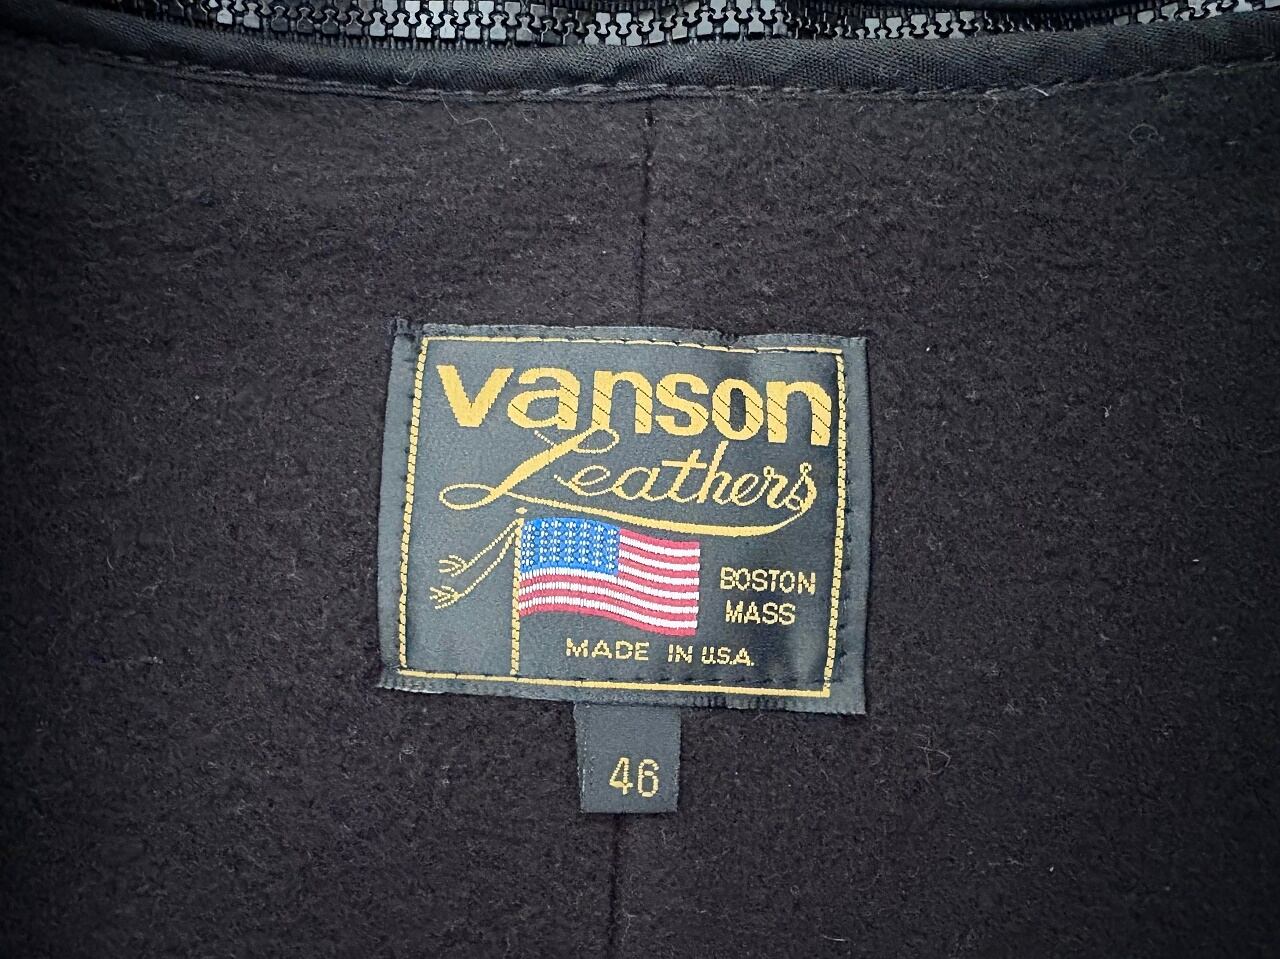 vanson
Leathers
BOSTON
MASS
MADE IN U.S.A.
46